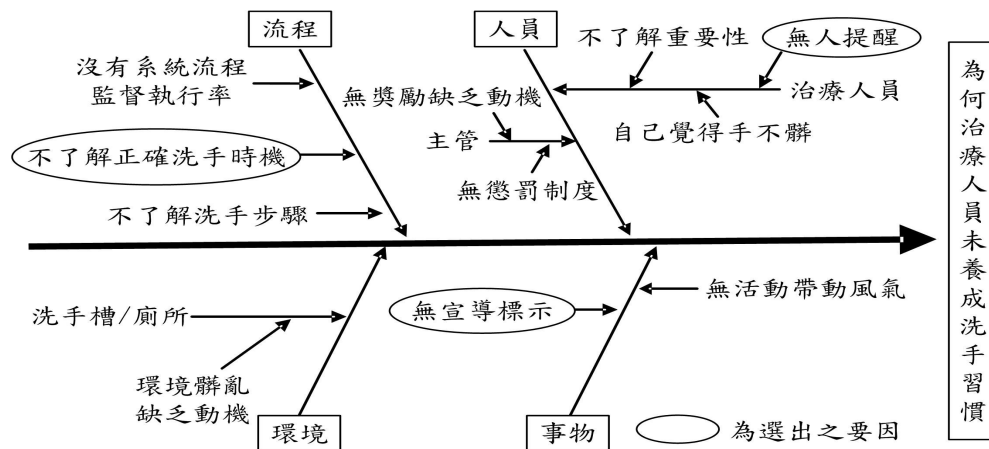 流程
人員
不了解重要性
無人提醒
沒有系統流程
監督執行率
無獎勵缺乏動機
治療人員
主管
自己覺得手不髒
不了解正確洗手時機
無懲罰制度
不了解洗手步驟
為何治療人員未養成洗手習慣
洗手槽/廁所
無宣導標示
無活動帶動風氣
環境髒亂
缺乏動機
環境
事物
為選出之要因